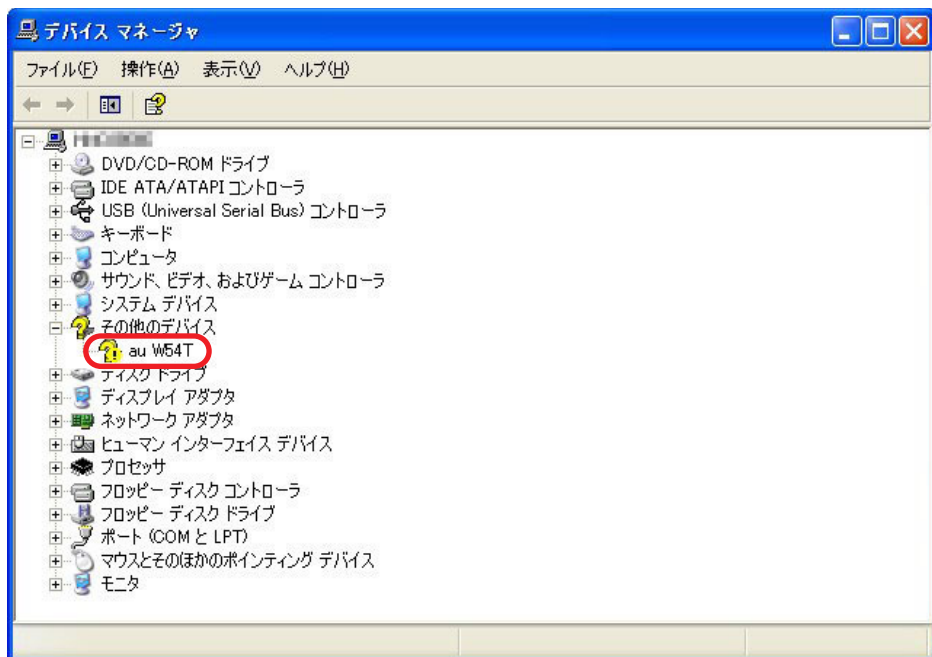 デバイス マネージャ
ファイル(F) 操作(A) 表示(V) ヘルプ(H)
DVD/CD-ROM ドライブ
IDE ATA/ATAPI コントローラ
USB (Universal Serial Bus) コントローラ
キーボード
コンピュータ
サウンド、ビデオ、およびゲーム コントローラ
システム デバイス
その他のデバイス
au W54T
ディスク ドライブ
ディスプレイ アダプタ
ネットワーク アダプタ
ヒューマン インターフェイス デバイス
プロセッサ
フロッピー ディスク コントローラ
フロッピー ディスク ドライブ
ポート (COM と LPT)
マウスとそのほかのポインティング デバイス
モニタ